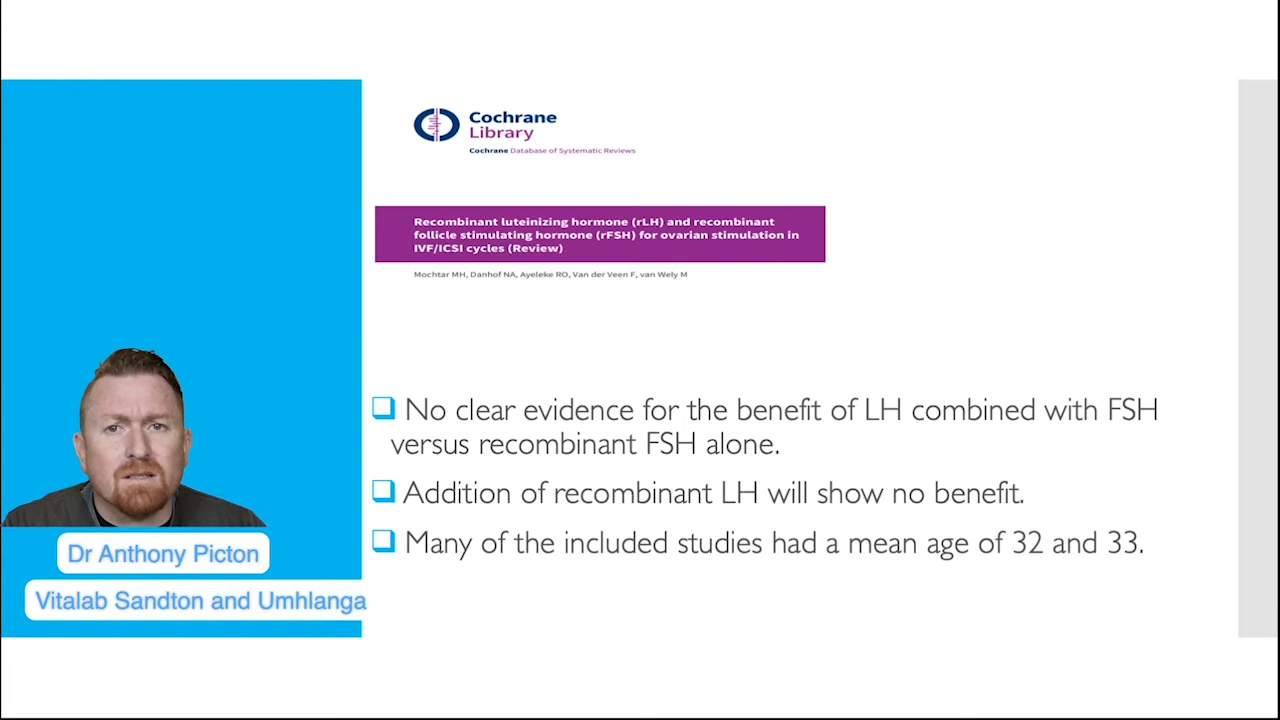 Cochrane
Library
Cochrane Database of Systematic Reviews
Recombinant luteinizing hormone (rLH) and recombinant
follicle stimulating hormone (rFSH) for ovarian stimulation in
IVF/ICSI cycles (Review)
Mochtar MH, Danhof NA, Ayeleke RO, Van der Veen F, van Wely M
No clear evidence for the benefit of LH combined with FSH
versus recombinant FSH alone.
Addition of recombinant LH will show no benefit.
Many of the included studies had a mean age of 32 and 33.
Dr Anthony Picton
Vitalab Sandton and Umhlanga